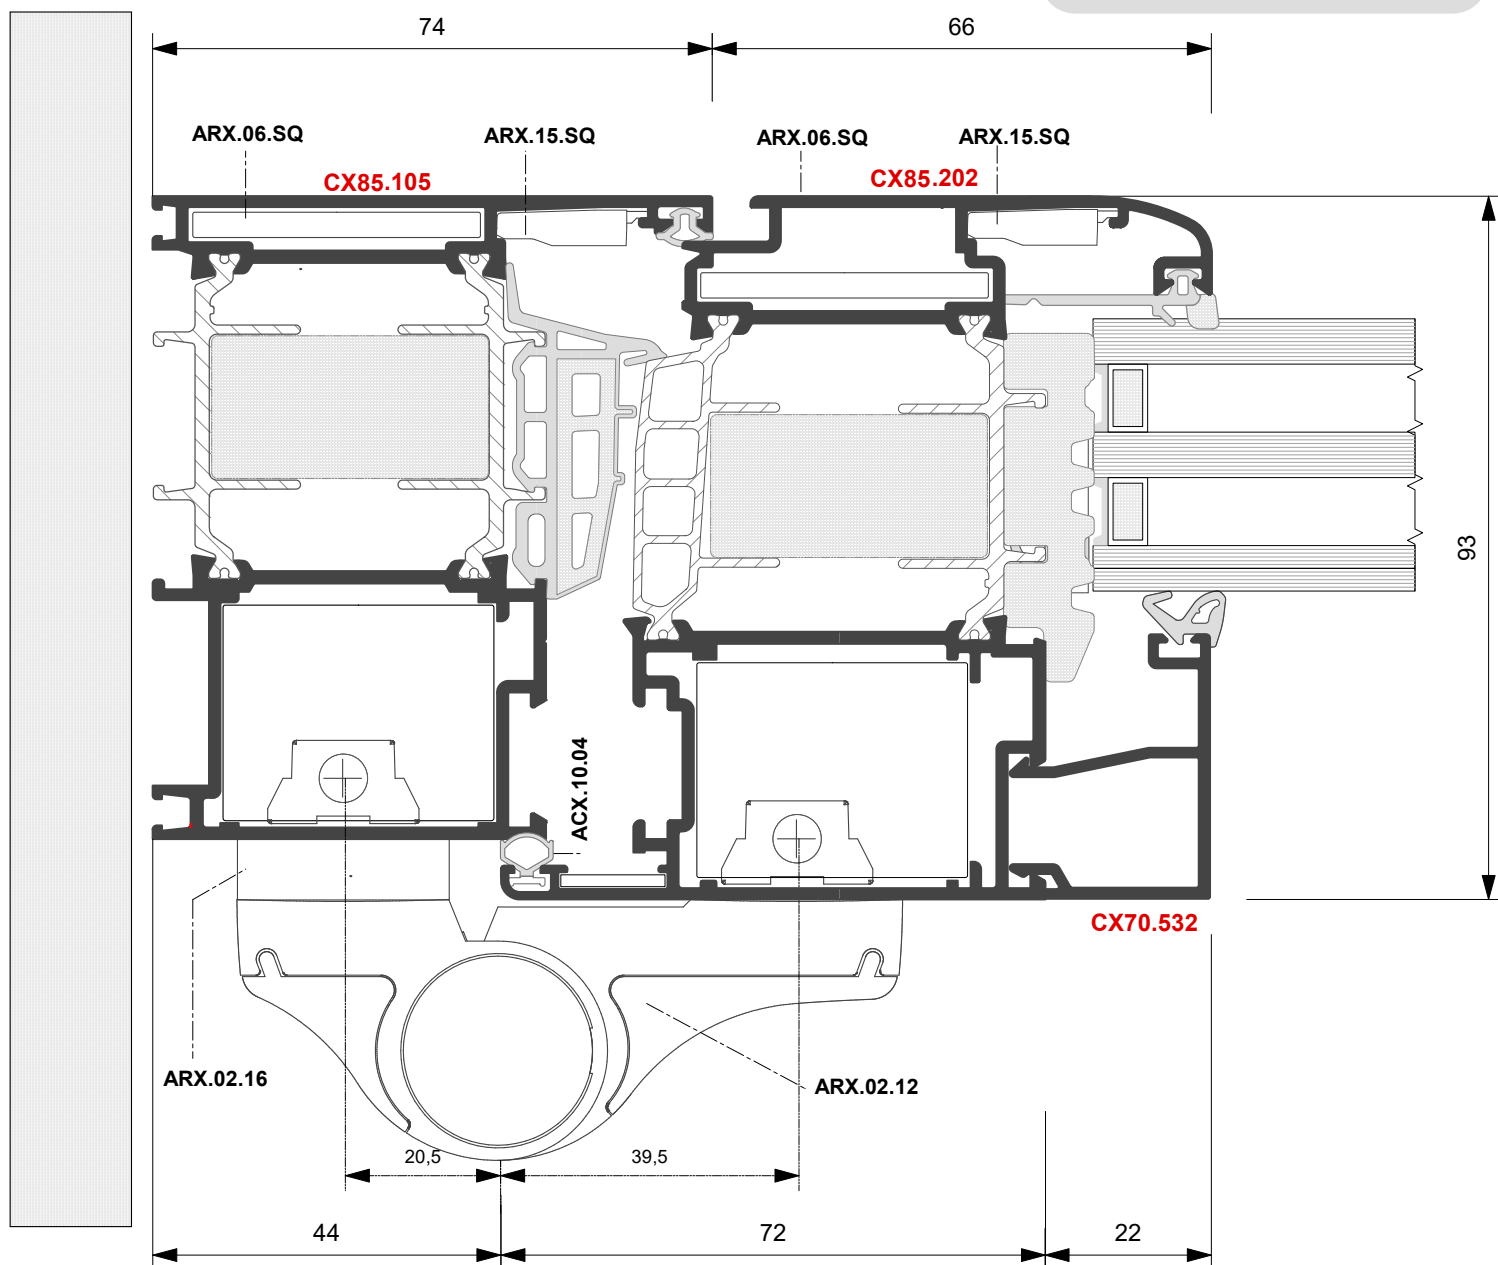 74
66
ARX.06.SQ
ARX.15.SQ
ARX.06.SQ
ARX.15.SQ
CX85.105
CX85.202
93
ACX.10.04
CX70.532
ARX.02.16
ARX.02.12
20,5
39,5
44
72
22